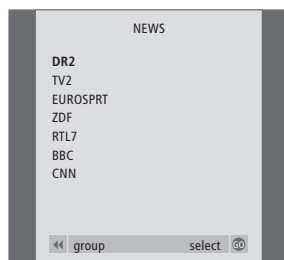 NEWS
DR2
TV2
EUROSPRT
ZDF
RTL7
BBC
CNN
group select GO